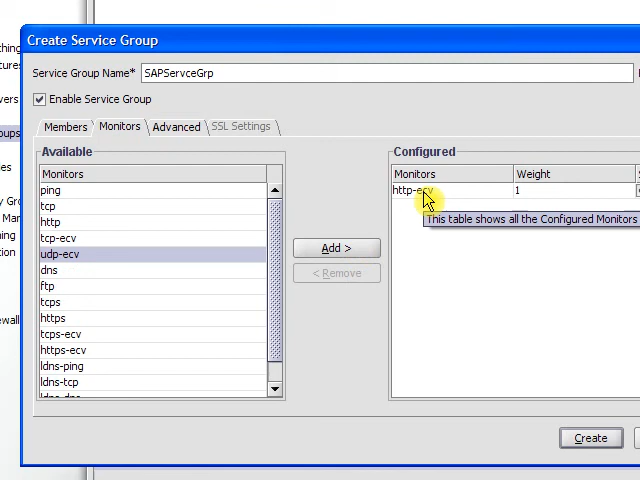 Create Service Group
Service Group Name* SAPServceGrp
Enable Service Group
Members Monitors Advanced SSL Settings
Available
Monitors
ping
tcp
http
tcp-ecv
udp-ecv
dns
ftp
tcps
https
tcps-ecv
https-ecv
ldns-ping
ldns-tcp
ldns-dns
Add >
< Remove
Configured
Monitors Weight S
http-ecv 1
This table shows all the Configured Monitors
Create